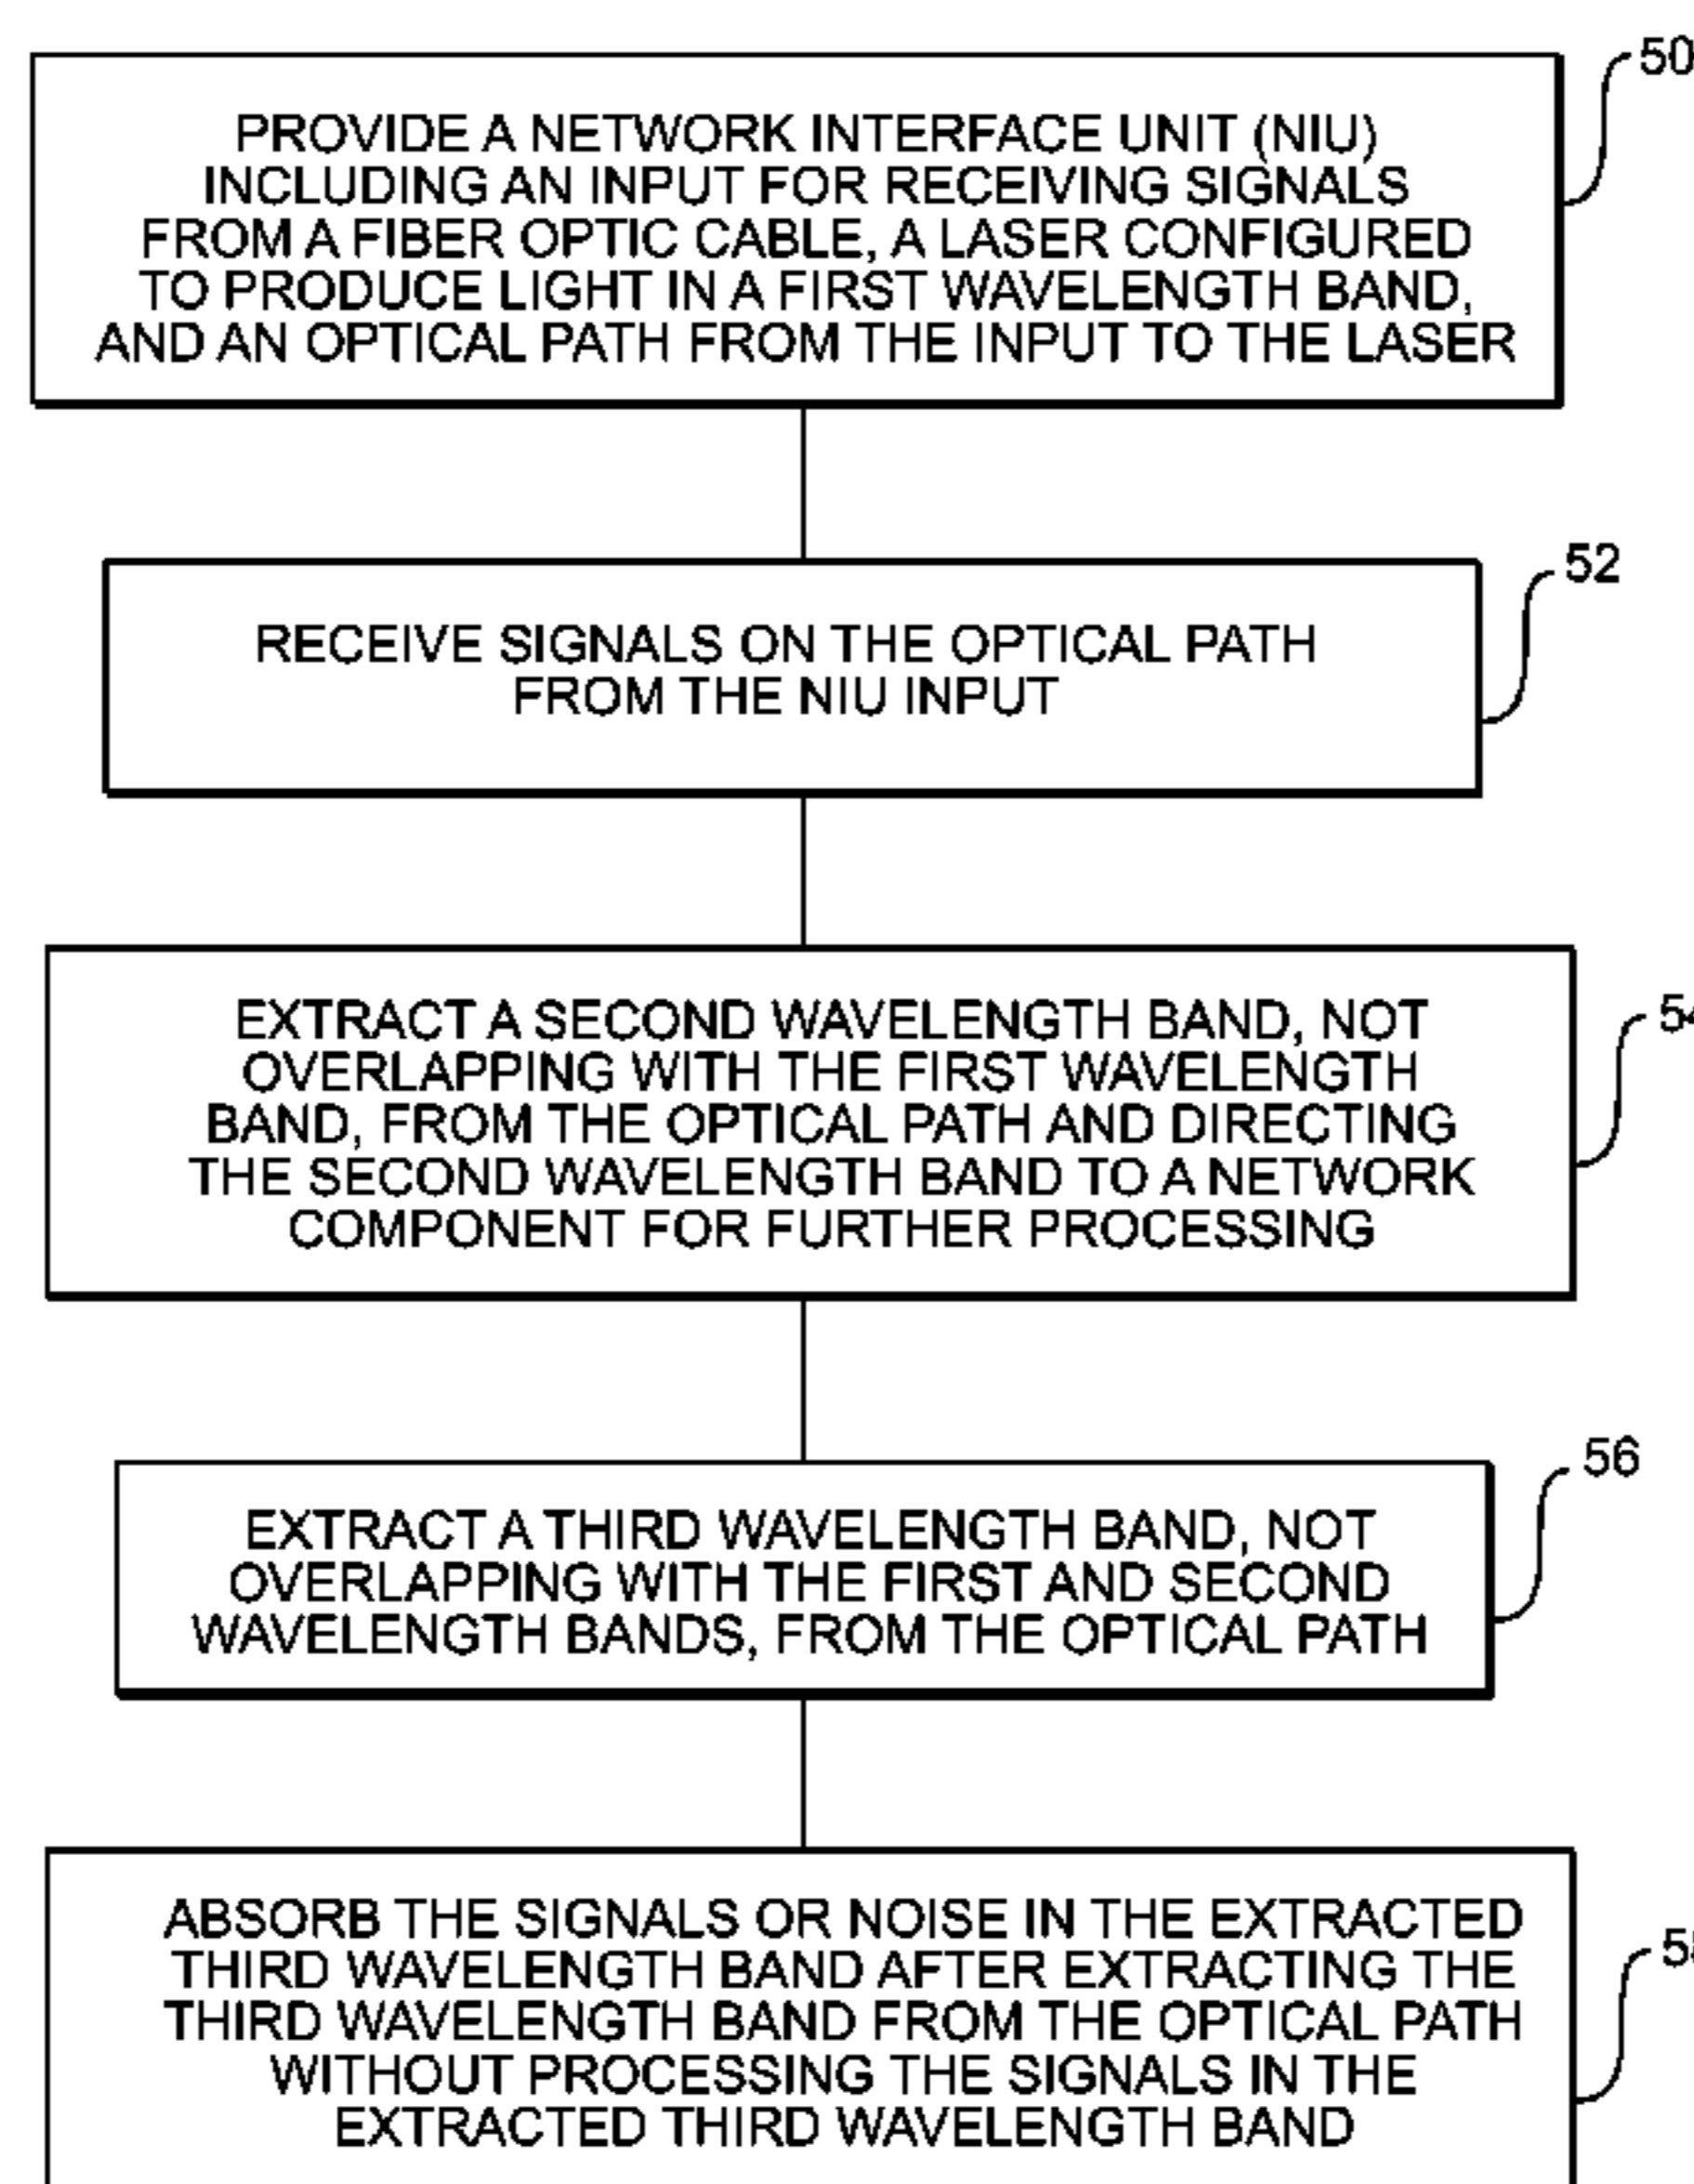 50
PROVIDE A NETWORK INTERFACE UNIT (NIU)
INCLUDING AN INPUT FOR RECEIVING SIGNALS
FROM A FIBER OPTIC CABLE, A LASER CONFIGURED
TO PRODUCE LIGHT IN A FIRST WAVELENGTH BAND,
AND AN OPTICAL PATH FROM THE INPUT TO THE LASER
52
RECEIVE SIGNALS ON THE OPTICAL PATH
FROM THE NIU INPUT
54
EXTRACT A SECOND WAVELENGTH BAND, NOT
OVERLAPPING WITH THE FIRST WAVELENGTH
BAND, FROM THE OPTICAL PATH AND DIRECTING
THE SECOND WAVELENGTH BAND TO A NETWORK
COMPONENT FOR FURTHER PROCESSING
56
EXTRACT A THIRD WAVELENGTH BAND, NOT
OVERLAPPING WITH THE FIRST AND SECOND
WAVELENGTH BANDS, FROM THE OPTICAL PATH
ABSORB THE SIGNALS OR NOISE IN THE EXTRACTED
THIRD WAVELENGTH BAND AFTER EXTRACTING THE
THIRD WAVELENGTH BAND FROM THE OPTICAL PATH
WITHOUT PROCESSING THE SIGNALS IN THE
EXTRACTED THIRD WAVELENGTH BAND